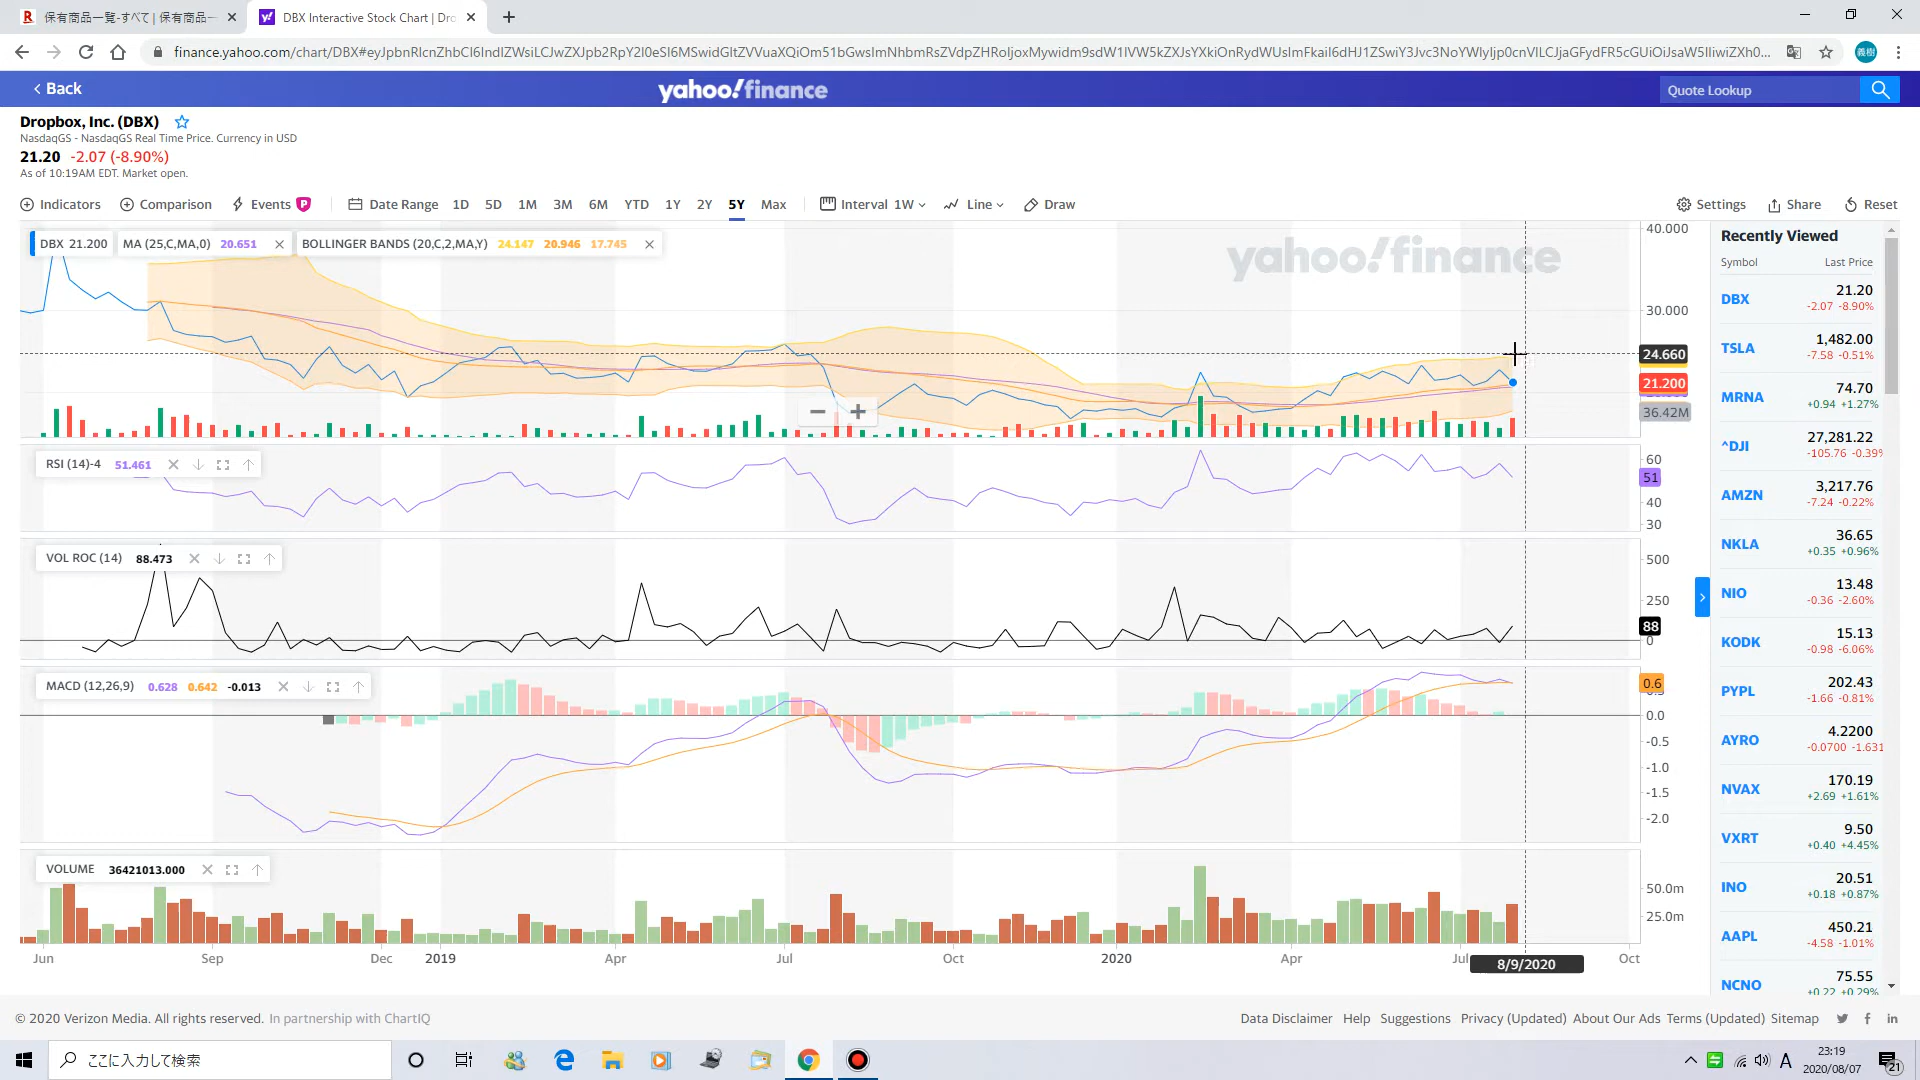 保有商品一覧-すべて | 保有商品一
DBX Interactive Stock Chart | Dro
finance.yahoo.com/chart/DBX#
Back
yahoo!finance
Quote Lookup
Dropbox, Inc. (DBX)
NasdaqGS - NasdaqGS Real Time Price. Currency in USD
21.20 -2.07 (-8.90%)
As of 10:19AM EDT. Market open.
Indicators Comparison Events P Date Range 1D 5D 1M 3M 6M YTD 1Y 2Y 5Y Max Interval 1W Line Draw Settings Share Reset
DBX 21.200 MA (25,C,MA,0) 20.651 BOLLINGER BANDS (20,C,2,MA,Y) 24.147 20.946 17.745
yahoo!finance
40.000
30.000
24.660
21.200
36.42M
RSI (14)-4 51.461
60
51
40
30
VOL ROC (14) 88.473
500
250
88
0
MACD (12,26,9) 0.628 0.642 -0.013
0.6
0.0
-0.5
-1.0
-1.5
-2.0
VOLUME 36421013.000
50.0m
25.0m
Jun Sep Dec 2019 Apr Jul Oct 2020 Apr Jul 8/9/2020 Oct
Recently Viewed
Symbol Last Price
DBX 21.20
-2.07 -8.90%
TSLA 1,482.00
-7.58 -0.51%
MRNA 74.70
+0.94 +1.27%
^DJI 27,281.22
-105.76 -0.39%
AMZN 3,217.76
-7.24 -0.22%
NKLA 36.65
+0.35 +0.96%
NIO 13.48
-0.36 -2.60%
KODK 15.13
-0.98 -6.06%
PYPL 202.43
-1.66 -0.81%
AYRO 4.2200
-0.0700 -1.631
NVAX 170.19
+2.69 +1.61%
VXRT 9.50
+0.40 +4.45%
INO 20.51
+0.18 +0.87%
AAPL 450.21
-4.58 -1.01%
NCNO 75.55
+0.22 +0.29%
© 2020 Verizon Media. All rights reserved. In partnership with ChartIQ
Data Disclaimer Help Suggestions Privacy (Updated) About Our Ads Terms (Updated) Sitemap
ここに入力して検索
A
23:19
2020/08/07
21